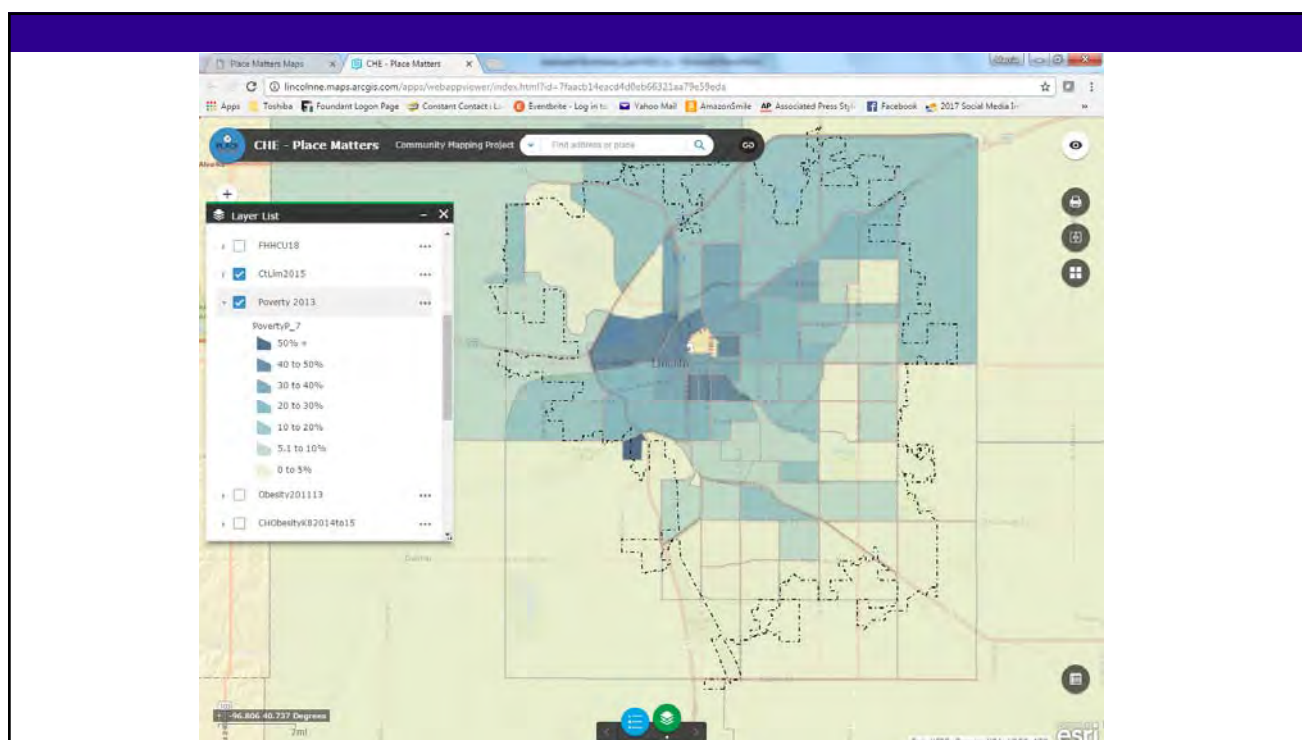 Place Matters Maps
CHE - Place Matters
lincolnne.maps.arcgis.com/apps/webappviewer/index.html?id=7faacb14eacd4d0eb66321aa79e59eda
Apps Toshiba Foundant Logon Page Constant Contact : L Eventbrite - Log in t Yahoo Mail AmazonSmile AP Associated Press Styl Facebook 2017 Social Media I
CHE - Place Matters Community Mapping Project Find address or place
Layer List
FHHCU18
CtLim2015
Poverty 2013
PovertyP_7
50% +
40 to 50%
30 to 40%
20 to 30%
10 to 20%
5.1 to 10%
0 to 5%
Obesity201113
CHObesityKB2014to15
Lincoln
-96.806 40.737 Degrees
7mi
esri